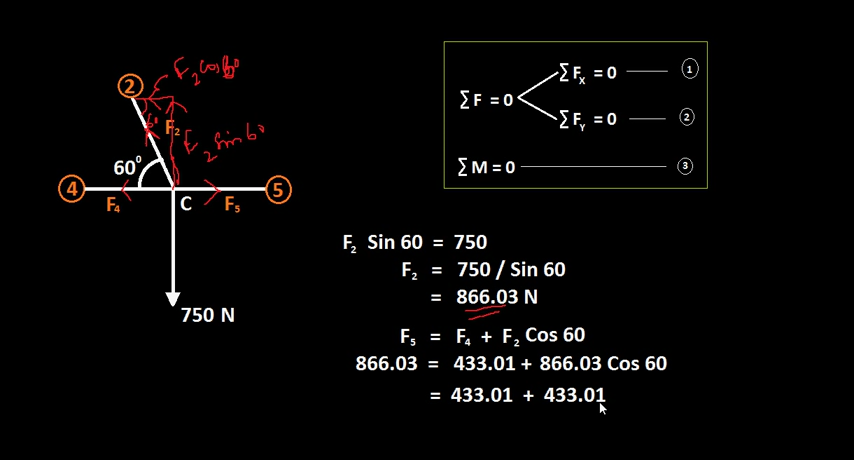 F₂ cos 60°
2
60°
F₂
F₂ sin 60
60⁰
4
5
F₄
C
F₅
750 N
∑ F = 0
∑ Fₓ = 0
1
∑ F_Y = 0
2
∑ M = 0
3
F₂ Sin 60 = 750
F₂ = 750 / Sin 60
= 866.03 N
F₅ = F₄ + F₂ Cos 60
866.03 = 433.01 + 866.03 Cos 60
= 433.01 + 433.01